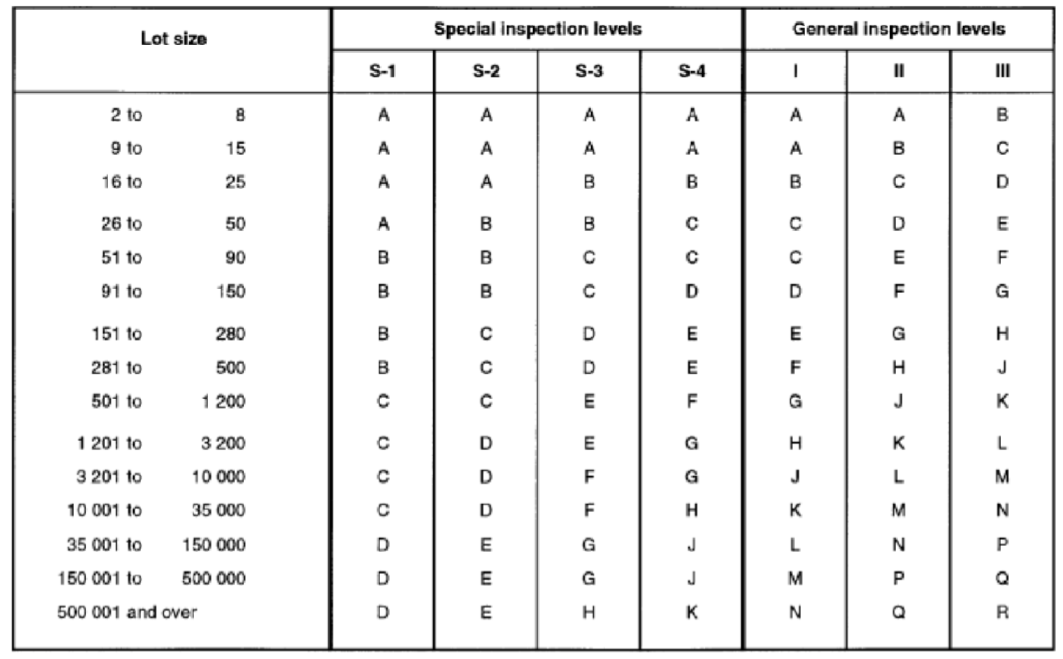 Lot size Special inspection levels General inspection levels
S-1 S-2 S-3 S-4 I II III
2 to 8 A A A A A A B
9 to 15 A A A A A B C
16 to 25 A A B B B C D
26 to 50 A B B C C D E
51 to 90 B B C C C E F
91 to 150 B B C D D F G
151 to 280 B C D E E G H
281 to 500 B C D E F H J
501 to 1 200 C C E F G J K
1 201 to 3 200 C D E G H K L
3 201 to 10 000 C D F G J L M
10 001 to 35 000 C D F H K M N
35 001 to 150 000 D E G J L N P
150 001 to 500 000 D E G J M P Q
500 001 and over D E H K N Q R